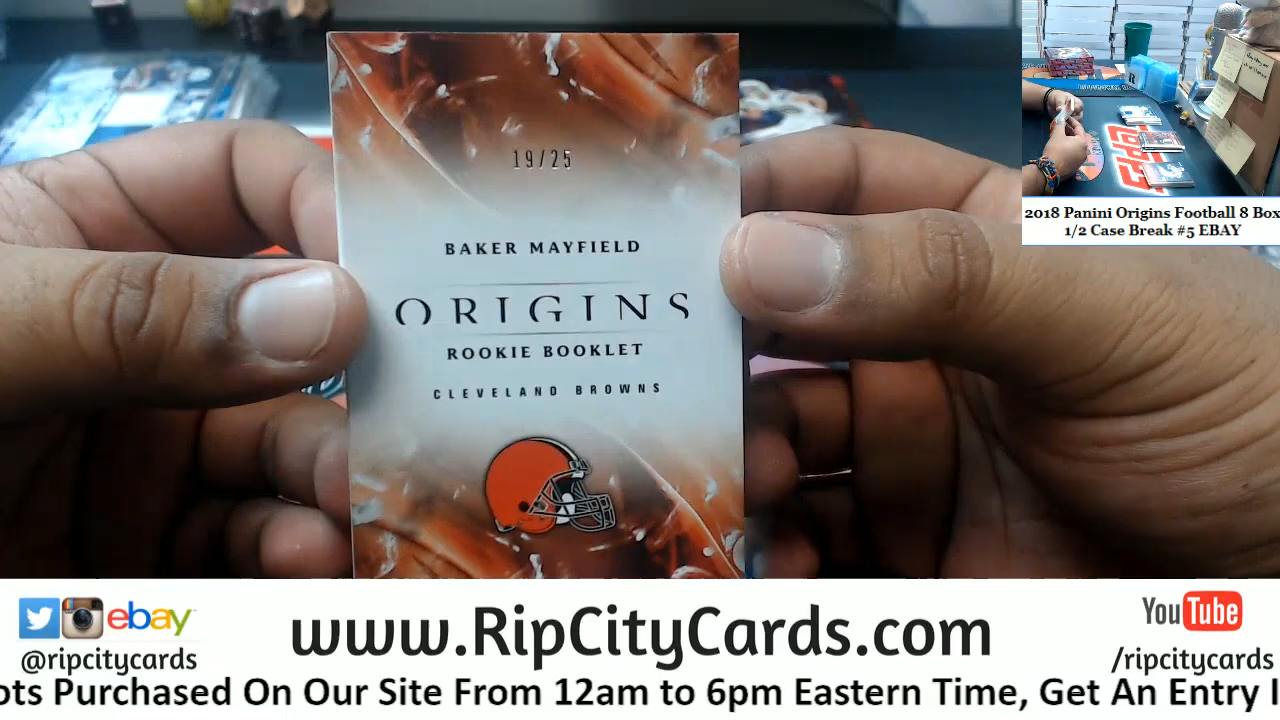 19/25
BAKER MAYFIELD
ORIGINS
ROOKIE BOOKLET
CLEVELAND BROWNS
2018 Panini Origins Football 8 Box
1/2 Case Break #5 EBAY
ebay
@ripcitycards
www.RipCityCards.com
YouTube
/ripcitycards
ots Purchased On Our Site From 12am to 6pm Eastern Time, Get An Entry I